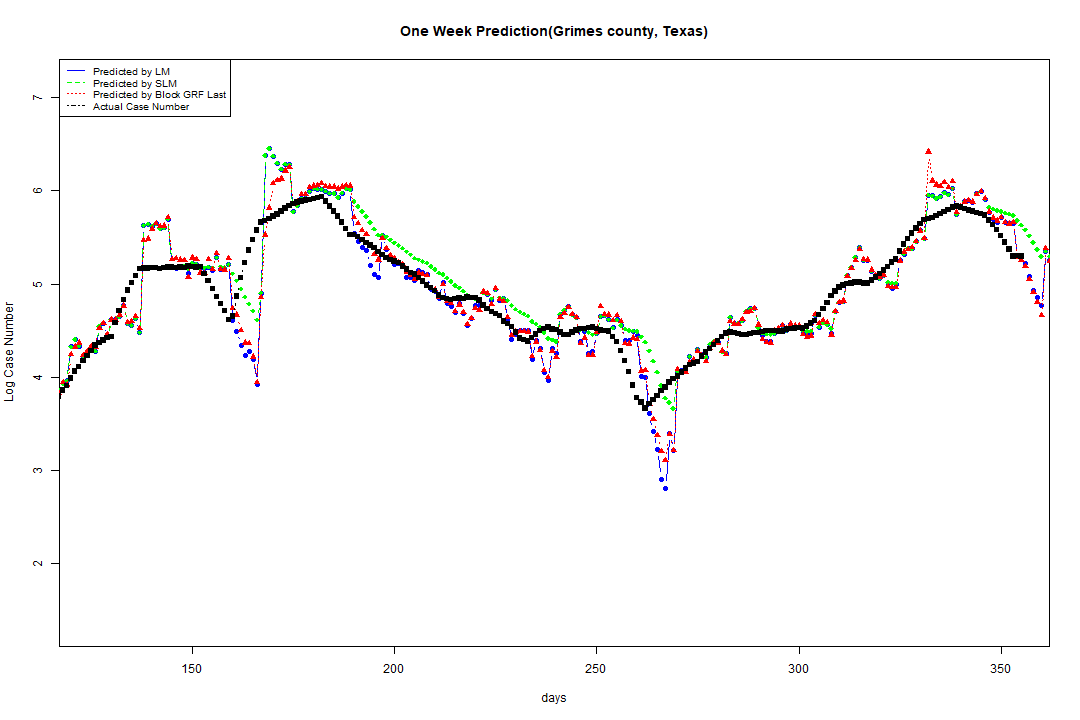 One Week Prediction(Grimes county, Texas)
Predicted by LM
Predicted by SLM
Predicted by Block GRF Last
Actual Case Number
7
6
5
4
3
2
Log Case Number
150 200 250 300 350
days